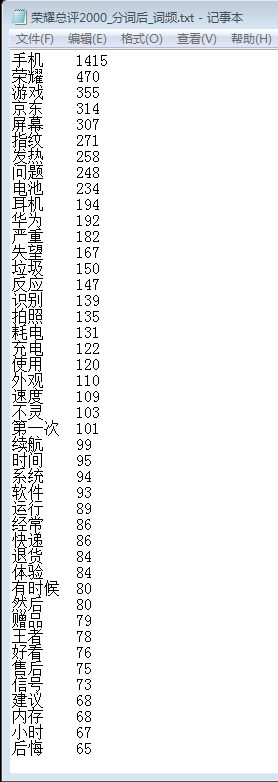 荣耀总评2000_分词后_词频.txt - 记事本
文件(F) 编辑(E) 格式(O) 查看(V) 帮助(H)
手机 1415
荣耀 470
游戏 355
京东 314
屏幕 307
指纹 271
发热 258
问题 248
电池 234
耳机 194
华为 192
严重 182
失望 167
垃圾 150
反应 147
识别 139
拍照 135
耗电 131
充电 122
使用 120
外观 110
速度 109
不灵 103
第一次 101
续航 99
时间 95
系统 94
软件 93
运行 89
经常 86
快递 86
退货 84
体验 84
有时候 80
然后 80
赠品 79
王者 78
好看 76
售后 75
信号 73
建议 68
内存 68
小时 67
后悔 65